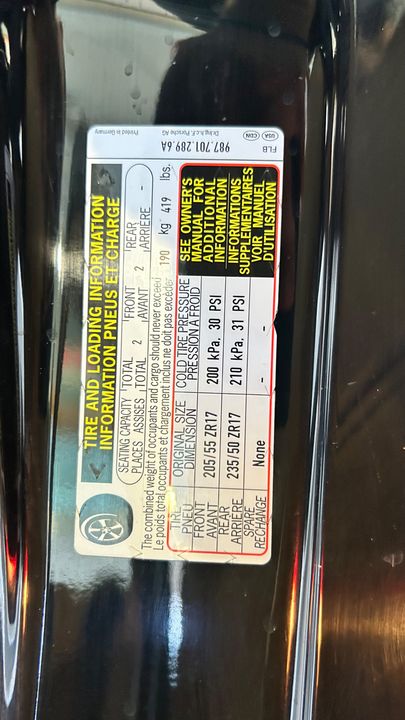 TIRE AND LOADING INFORMATION
INFORMATION PNEUS ET CHARGE
SEATING CAPACITY TOTAL 2 FRONT 2 REAR -
PLACES ASSISES TOTAL AVANT ARRIÈRE
The combined weight of occupants and cargo should never exceed 190 kg 419 lbs.
Le poids total occupants et chargement inclus ne doit pas excéder
TIRE ORIGINAL SIZE COLD TIRE PRESSURE
PNEU DIMENSION PRESSION A FROID
FRONT
AVANT 205/55 ZR17 200 kPa, 30 PSI
REAR
ARRIÈRE 235/50 ZR17 210 kPa, 31 PSI
SPARE
RECHANGE None - -
SEE OWNER'S
MANUAL FOR
ADDITIONAL
INFORMATION
INFORMATIONS
SUPPLEMENTAIRES
VOIR MANUEL
D'UTILISATION
Printed in Germany Dr.Ing.h.c.F. Porsche AG USA CDN
987.701.289.6A FLB